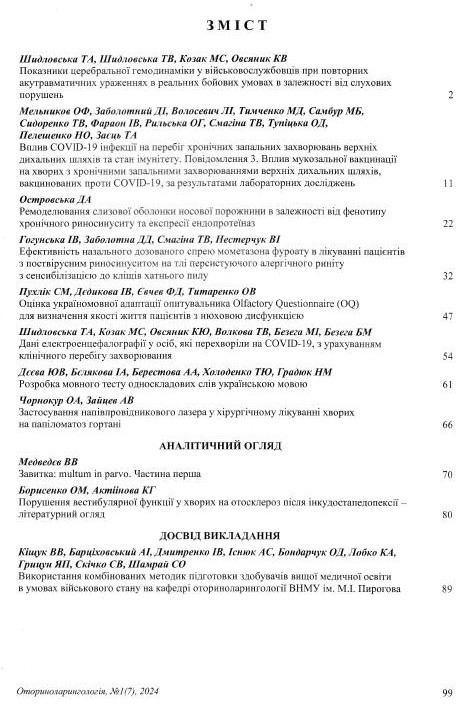 ЗМІСТ
Шидловська ТА, Шидловська ТВ, Козак МС, Овсяник КВ
Показники церебральної гемодинаміки у військовослужбовців при повторних
акутравматичних ураженнях в реальних бойових умовах в залежності від слухових
порушень 2
Мельников ОФ, Заболотний ДІ, Волосевич ЛІ, Тимченко МД, Самбур МБ,
Сидоренко ТВ, Фараон ІВ, Рильська ОГ, Смагіна ТВ, Тупіцька ОД,
Пелешенко НО, Заєць ТА
Вплив COVID-19 інфекції на перебіг хронічних запальних захворювань верхніх
дихальних шляхів та стан імунітету. Повідомлення 3. Вплив мукозальної вакцинації
на хворих з хронічними запальними захворюваннями верхніх дихальних шляхів,
вакцинованих проти COVID-19, за результатами лабораторних досліджень 11
Островська ДА
Ремоделювання слизової оболонки носової порожнини в залежності від фенотипу
хронічного риносинуситу та експресії ендопротеїназ 22
Гогунська ІВ, Заболотна ДД, Смагіна ТВ, Нестерчук ВІ
Ефективність назального дозованого спрею мометазона фуроату в лікуванні пацієнтів
з поствірусним риносинуситом на тлі персистуючого алергічного риніту
з сенсибілізацією до кліщів хатнього пилу 32
Пухлік СМ, Дєдикова ІВ, Євчев ФД, Титаренко ОВ
Оцінка україномовної адаптації опитувальника Olfactory Questionnaire (OQ)
для визначення якості життя пацієнтів з нюховою дисфункцією 47
Шидловська ТА, Козак МС, Овсяник КЮ, Волкова ТВ, Безега МІ, Безега БМ
Дані електроенцефалографії у осіб, які перехворіли на COVID-19, з урахуванням
клінічного перебігу захворювання 54
Дєєва ЮВ, Бєлякова ІА, Берестова АА, Холоденко ТЮ, Градюк НМ
Розробка мовного тесту односкладових слів українською мовою 61
Чорнокур ОА, Зайцев АВ
Застосування напівпровідникового лазера у хірургічному лікуванні хворих
на папіломатоз гортані 66
АНАЛІТИЧНИЙ ОГЛЯД
Медведєв ВВ
Завитка: multum in parvo. Частина перша 70
Борисенко ОМ, Актіїнова КГ
Порушення вестибулярної функції у хворих на отосклероз після інкудостапедопексії –
літературний огляд 80
ДОСВІД ВИКЛАДАННЯ
Кіщук ВВ, Барціховський АІ, Дмитренко ІВ, Існюк АС, Бондарчук ОД, Лобко КА,
Грицун ЯП, Скічко СВ, Шамрай СО
Використання комбінованих методик підготовки здобувачів вищої медичної освіти
в умовах військового стану на кафедрі оториноларингології ВНМУ ім. М.І. Пирогова 89
Оториноларингологія, №1(7), 2024 99